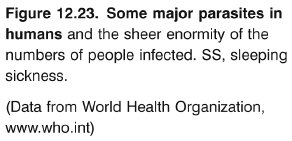 Figure 12.23. Some major parasites in
humans and the sheer enormity of the
numbers of people infected. SS, sleeping
sickness.
(Data from World Health Organization,
www.who.int)